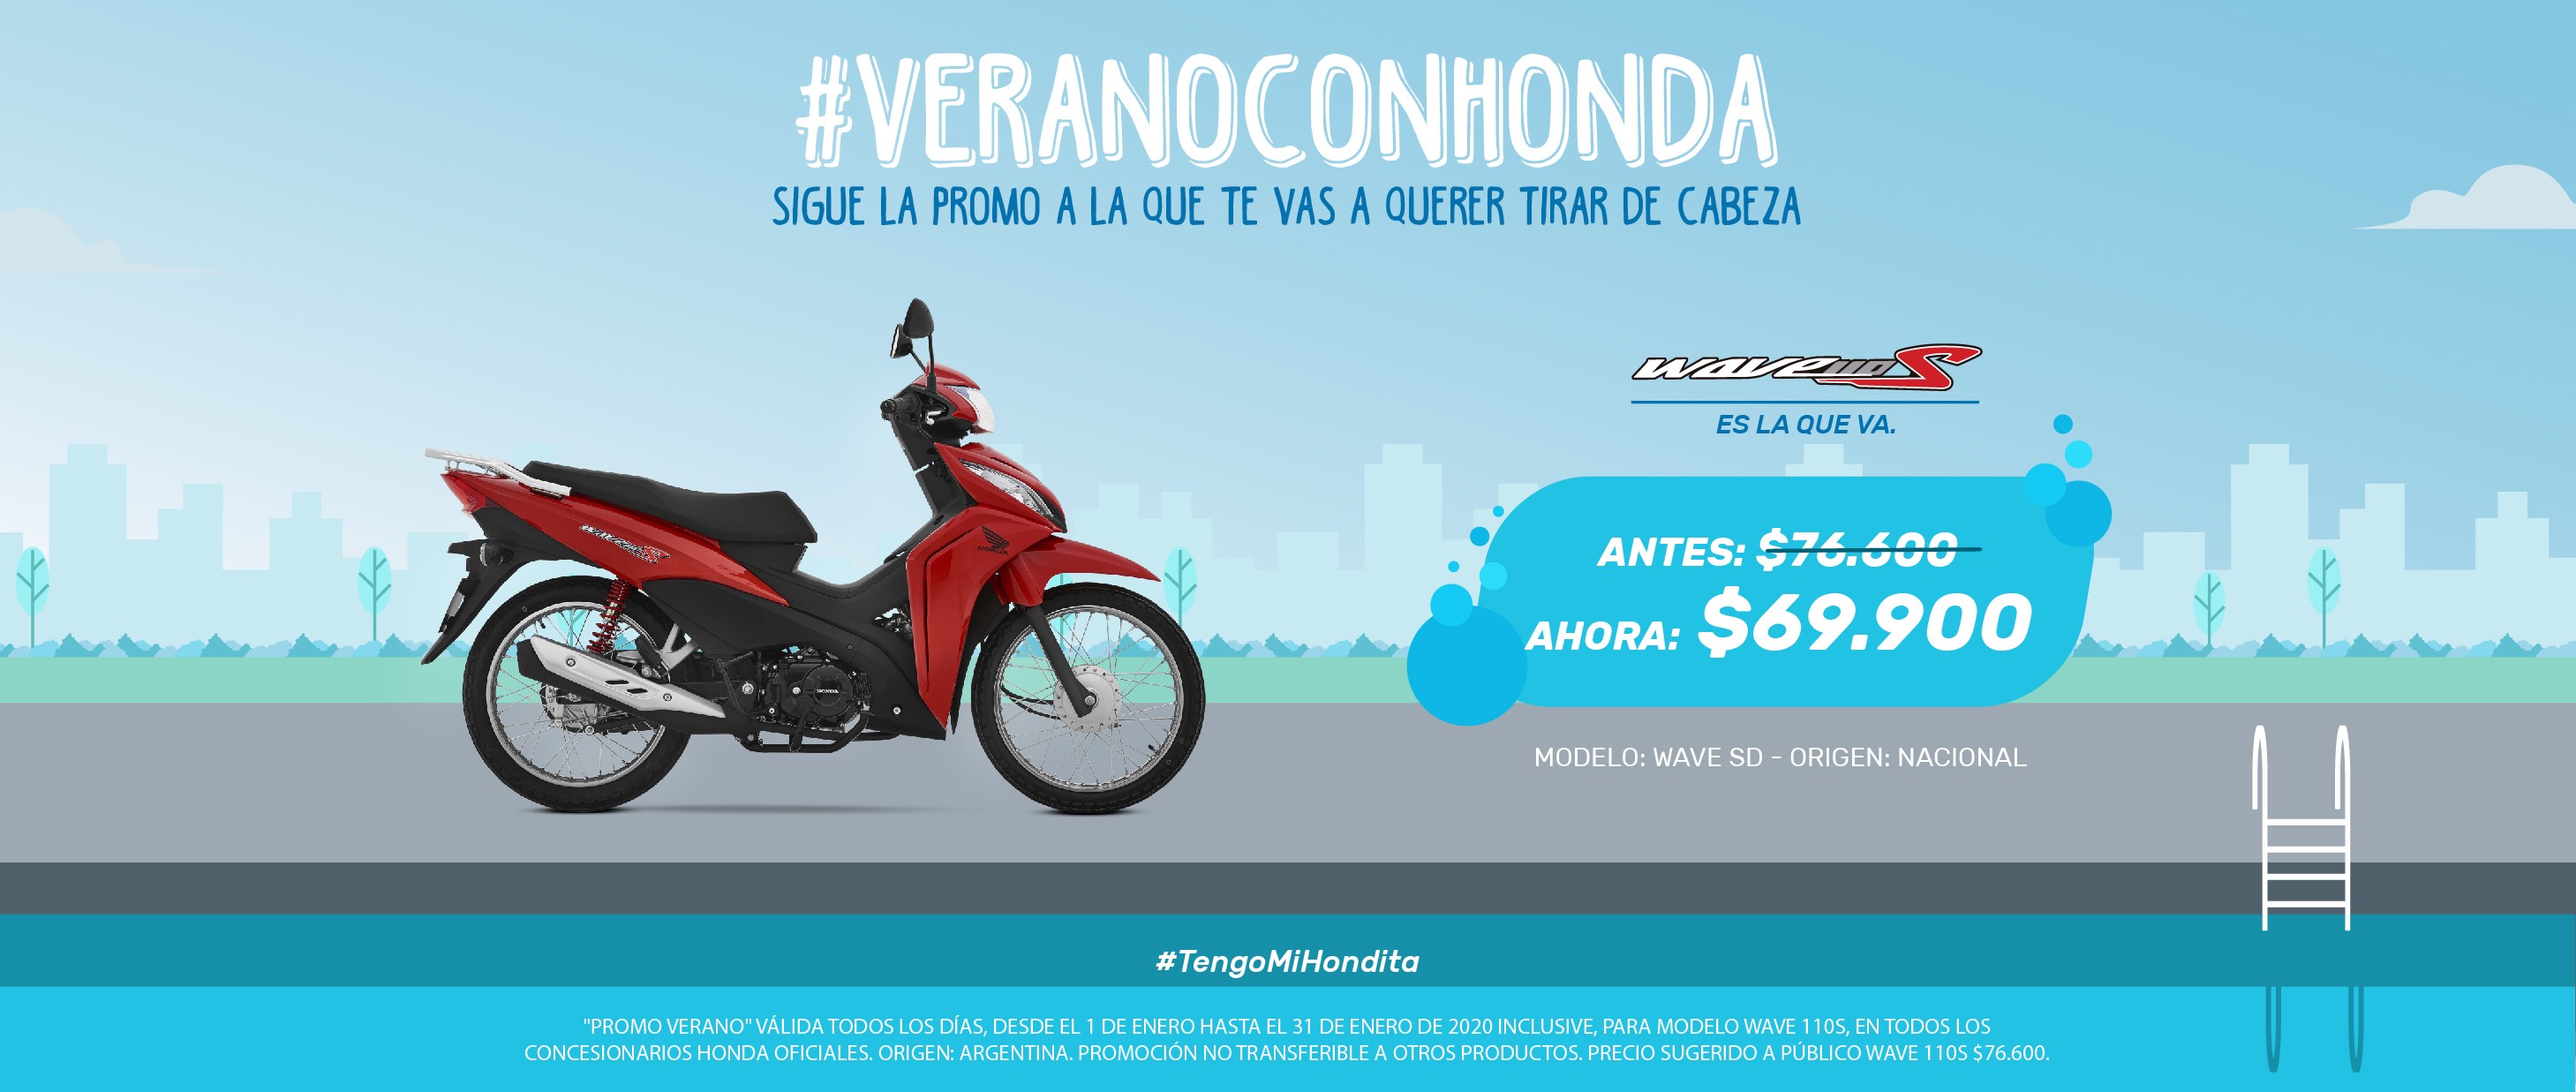 #VERANOCONHONDA
SIGUE LA PROMO A LA QUE TE VAS A QUERER TIRAR DE CABEZA
wave 110 S
ES LA QUE VA.
ANTES: $76.600
AHORA: $69.900
MODELO: WAVE SD - ORIGEN: NACIONAL
HONDA
wave S
HONDA
#TengoMiHondita
"PROMO VERANO" VÁLIDA TODOS LOS DÍAS, DESDE EL 1 DE ENERO HASTA EL 31 DE ENERO DE 2020 INCLUSIVE, PARA MODELO WAVE 110S, EN TODOS LOS
CONCESIONARIOS HONDA OFICIALES. ORIGEN: ARGENTINA. PROMOCIÓN NO TRANSFERIBLE A OTROS PRODUCTOS. PRECIO SUGERIDO A PÚBLICO WAVE 110S $76.600.